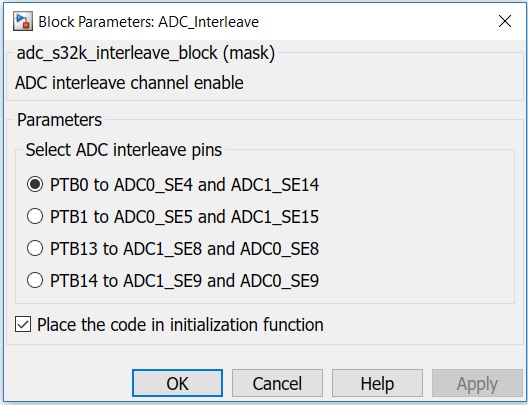 Block Parameters: ADC_Interleave
adc_s32k_interleave_block (mask)
ADC interleave channel enable
Parameters
Select ADC interleave pins
PTB0 to ADC0_SE4 and ADC1_SE14
PTB1 to ADC0_SE5 and ADC1_SE15
PTB13 to ADC1_SE8 and ADC0_SE8
PTB14 to ADC1_SE9 and ADC0_SE9
Place the code in initialization function
OK Cancel Help Apply